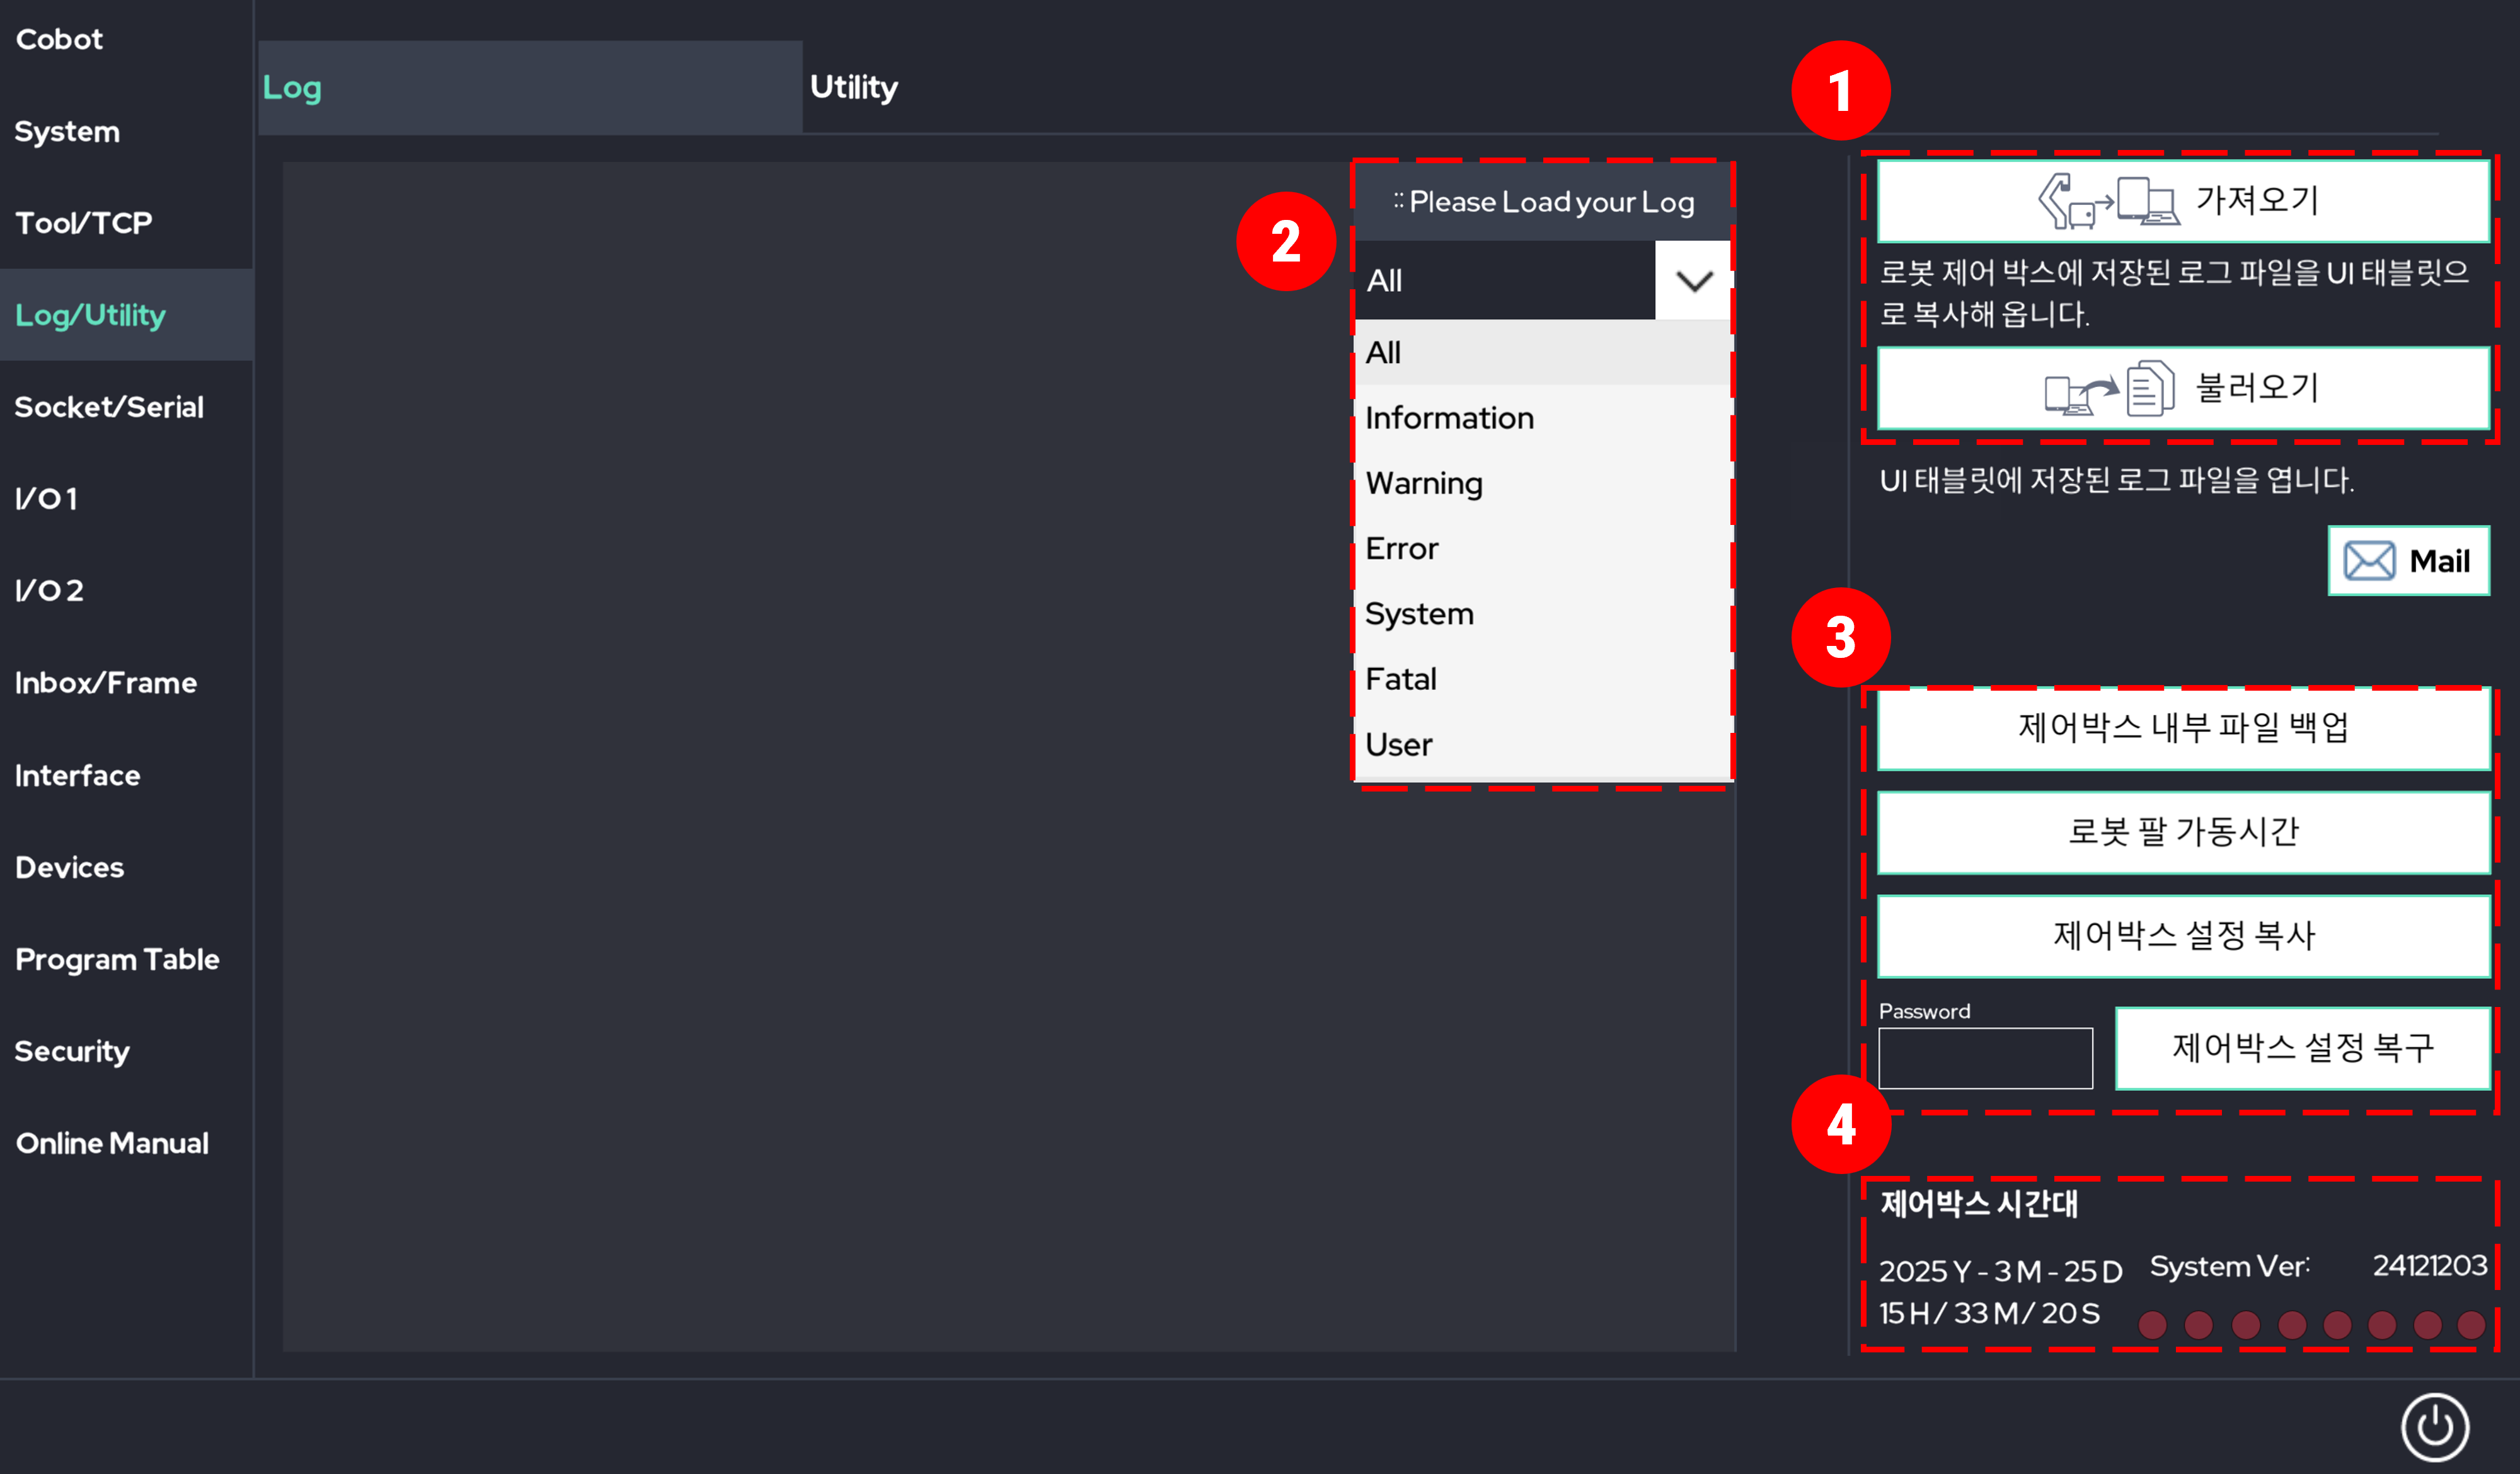 Cobot
System
Tool/TCP
Log/Utility
Socket/Serial
I/O 1
I/O 2
Inbox/Frame
Interface
Devices
Program Table
Security
Online Manual
Log
Utility
2
:: Please Load your Log
All
All
Information
Warning
Error
System
Fatal
User
1
가져오기
로봇 제어 박스에 저장된 로그 파일을 UI 태블릿으
로 복사해 옵니다.
불러오기
UI 태블릿에 저장된 로그 파일을 엽니다.
Mail
3
제어박스 내부 파일 백업
로봇 팔 가동시간
제어박스 설정 복사
Password
제어박스 설정 복구
4
제어박스 시간대
2025 Y - 3 M - 25 D
15 H / 33 M / 20 S
System Ver: 24121203